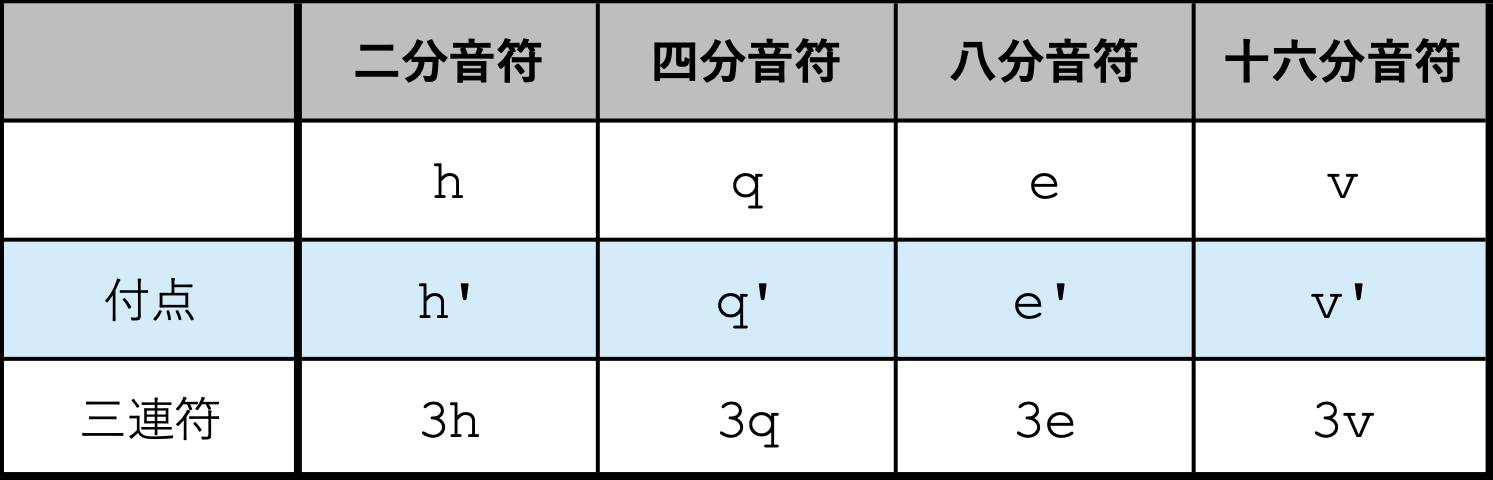 二分音符 四分音符 八分音符 十六分音符
h q e v
付点 h' q' e' v'
三連符 3h 3q 3e 3v